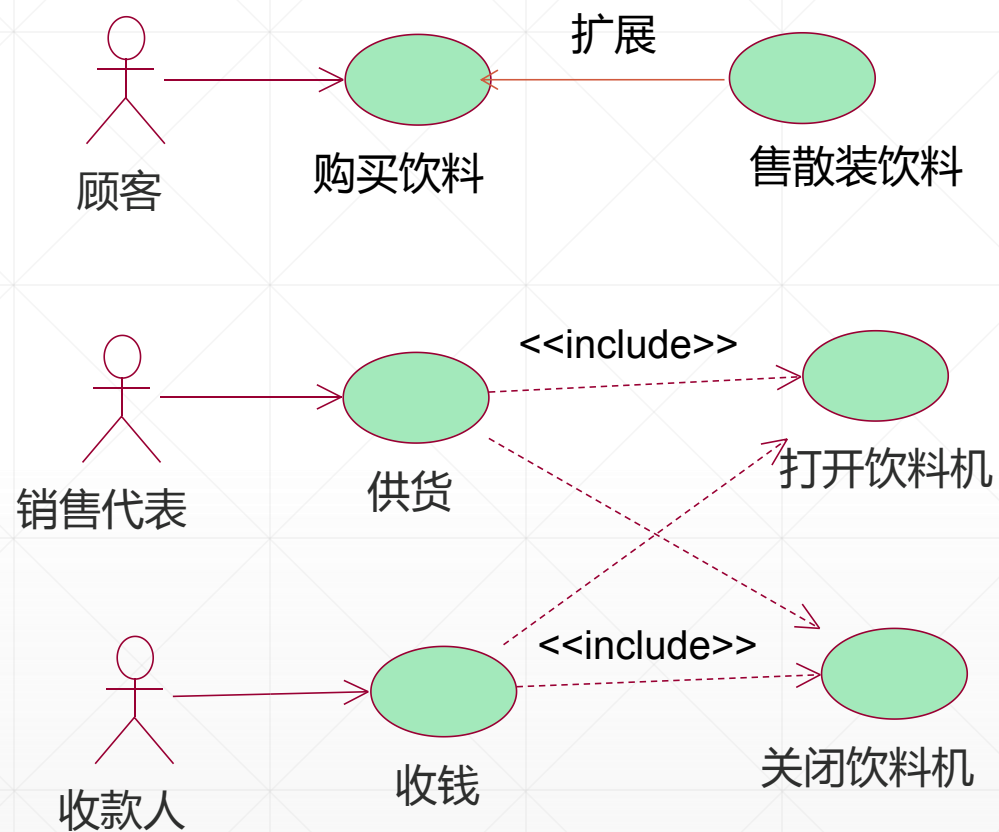 扩展
购买饮料
售散装饮料
顾客
<<include>>
打开饮料机
供货
销售代表
<<include>>
关闭饮料机
收钱
收款人